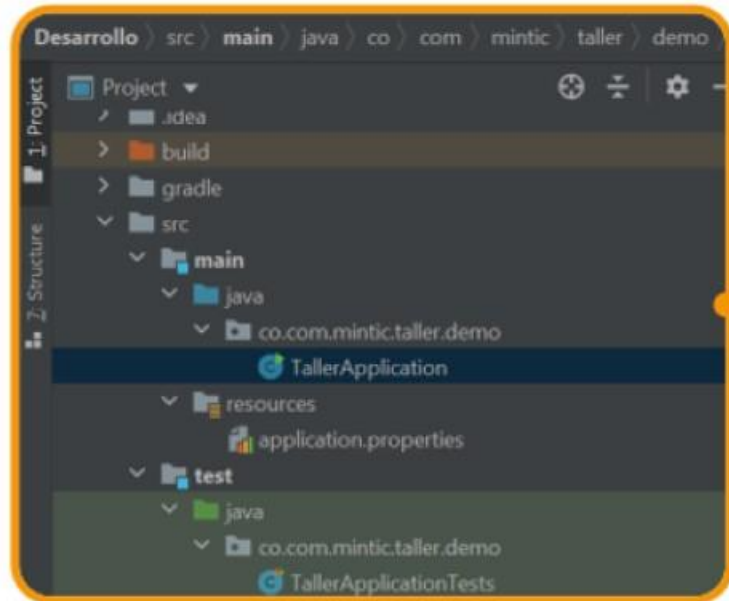 Desarrollo > src > main > java > co > com > mintic > taller > demo
1: Project
Project
.idea
build
gradle
src
main
java
co.com.mintic.taller.demo
TallerApplication
resources
application.properties
test
java
co.com.mintic.taller.demo
TallerApplicationTests
Z: Structure